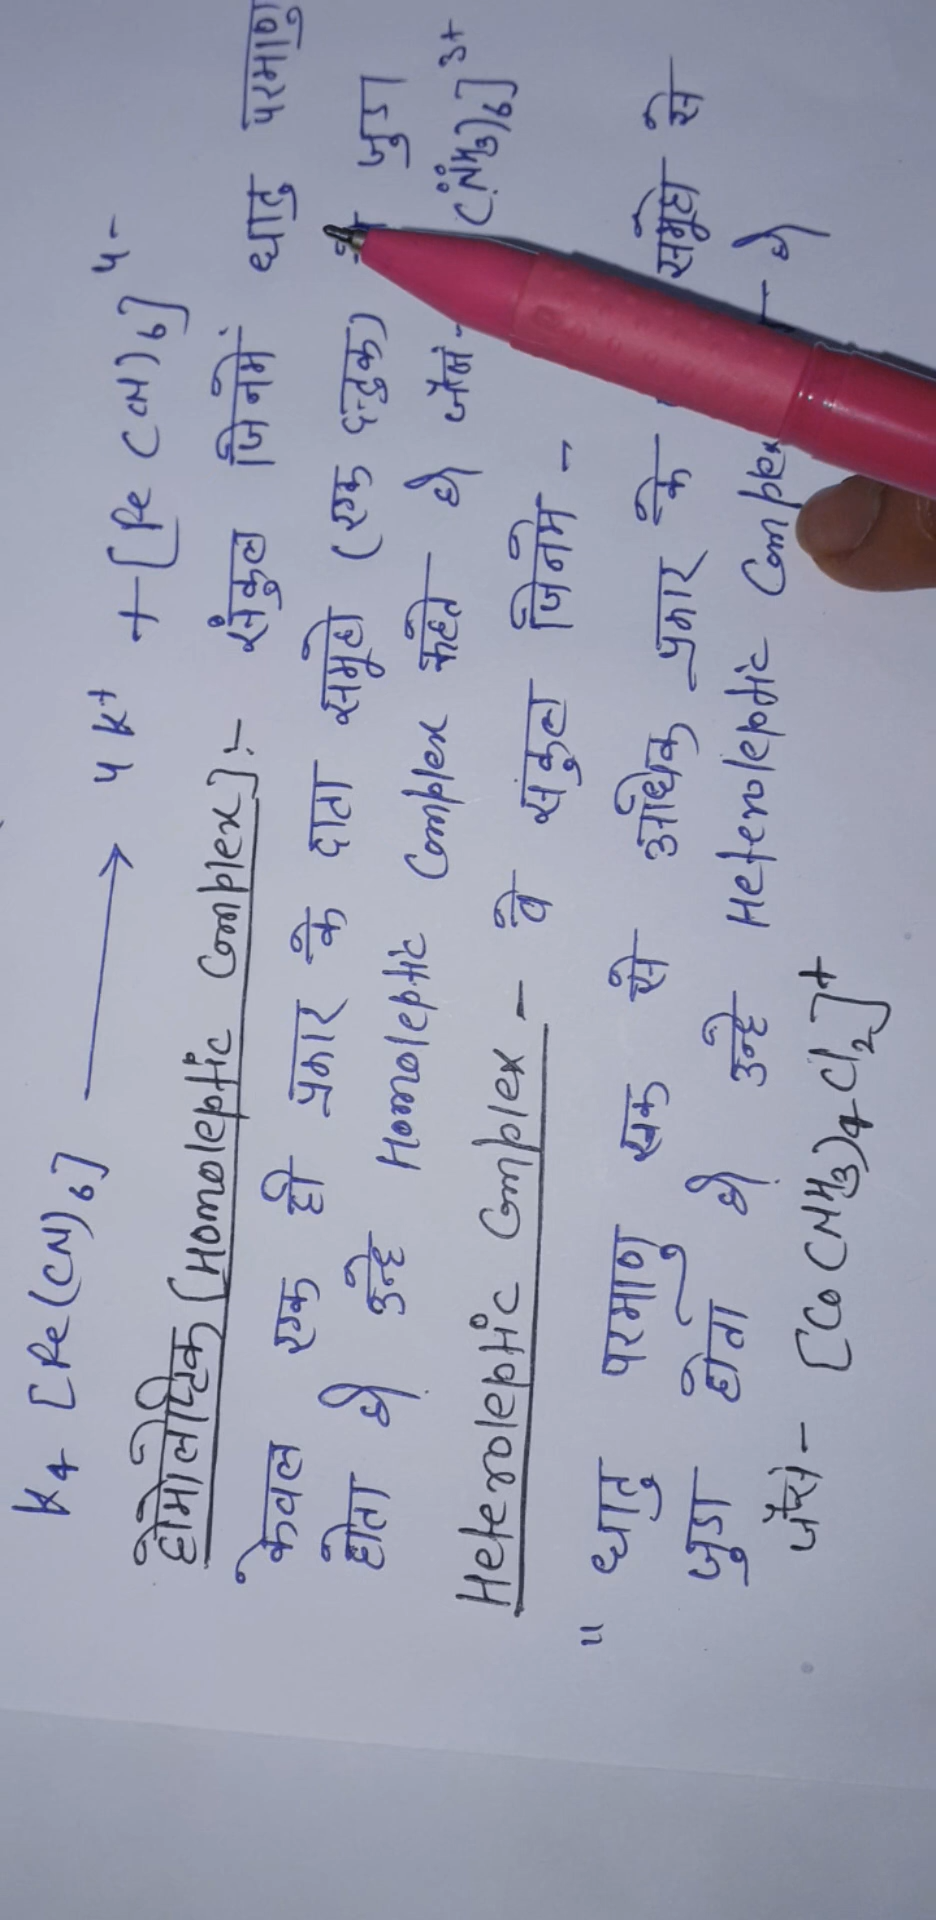 K4 [Fe(CN)6] ⟶ 4K+ + [Fe(CN)6]4-
होमोलेप्टिक [Homoleptic Complex]:- संकुल जिनमें धातु परमाणु
केवल एक ही प्रकार के दाता समूहो (एक दन्तुक) जुडा
होता है उन्हे Homoleptic Complex कहते है जैसे- (NH3)6]3+
Heteroleptic Complex - वे संकुल जिनमे -
" धातु परमाणु एक से अधिक प्रकार के समूहो से
जुडा होता है उन्हे Heteroleptic Complex है
जैसे - [Co(NH3)4Cl2]+